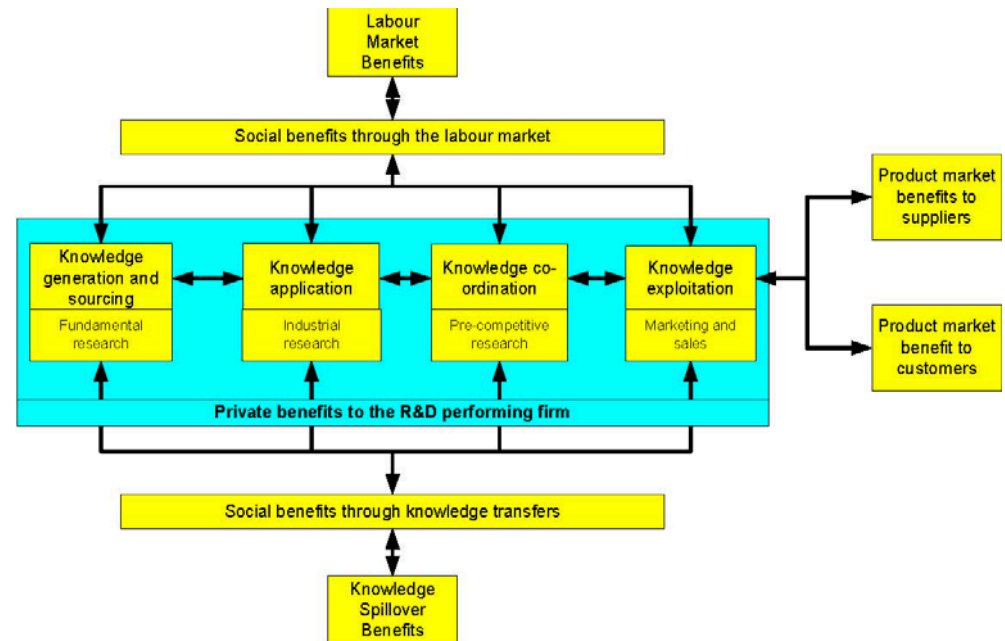 Labour
Market
Benefits
Social benefits through the labour market
Product market
benefits to
suppliers
Knowledge
generation and
sourcing
Fundamental
research
Knowledge
application
Industrial
research
Knowledge co-
ordination
Pre-competitive
research
Knowledge
exploitation
Marketing and
sales
Product market
benefit to
customers
Private benefits to the R&D performing firm
Social benefits through knowledge transfers
Knowledge
Spillover
Benefits